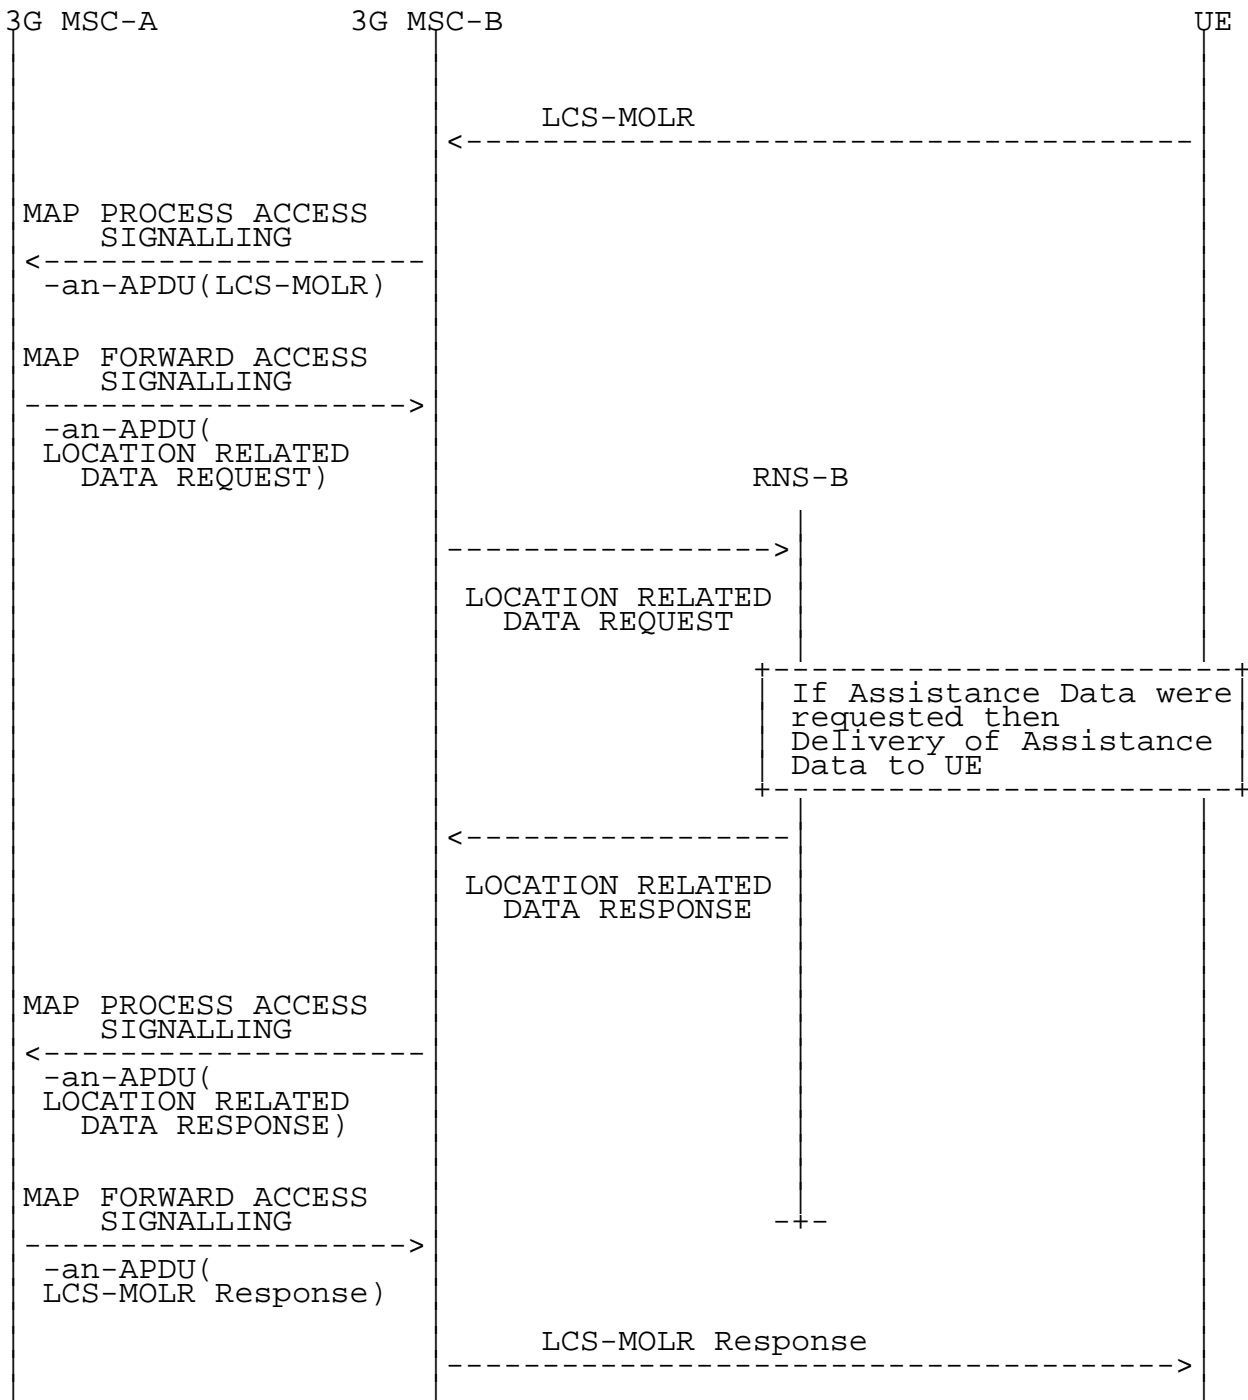 3G MSC-A 3G MSC-B UE
LCS-MOLR
MAP PROCESS ACCESS
SIGNALLING
-an-APDU(LCS-MOLR)
MAP FORWARD ACCESS
SIGNALLING
-an-APDU(
LOCATION RELATED
DATA REQUEST)
RNS-B
LOCATION RELATED
DATA REQUEST
If Assistance Data were
requested then
Delivery of Assistance
Data to UE
LOCATION RELATED
DATA RESPONSE
MAP PROCESS ACCESS
SIGNALLING
-an-APDU(
LOCATION RELATED
DATA RESPONSE)
MAP FORWARD ACCESS
SIGNALLING
-an-APDU(
LCS-MOLR Response)
LCS-MOLR Response